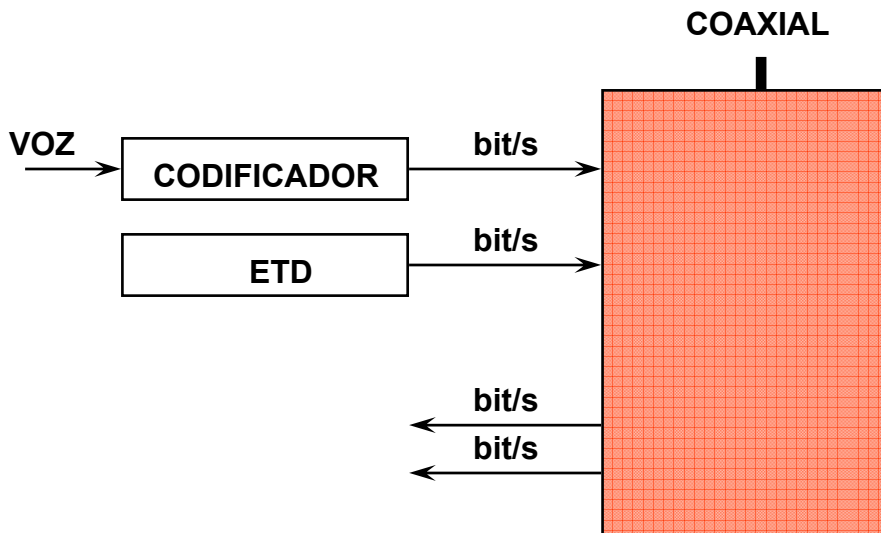 COAXIAL
VOZ
CODIFICADOR
bit/s
ETD
bit/s
bit/s
bit/s